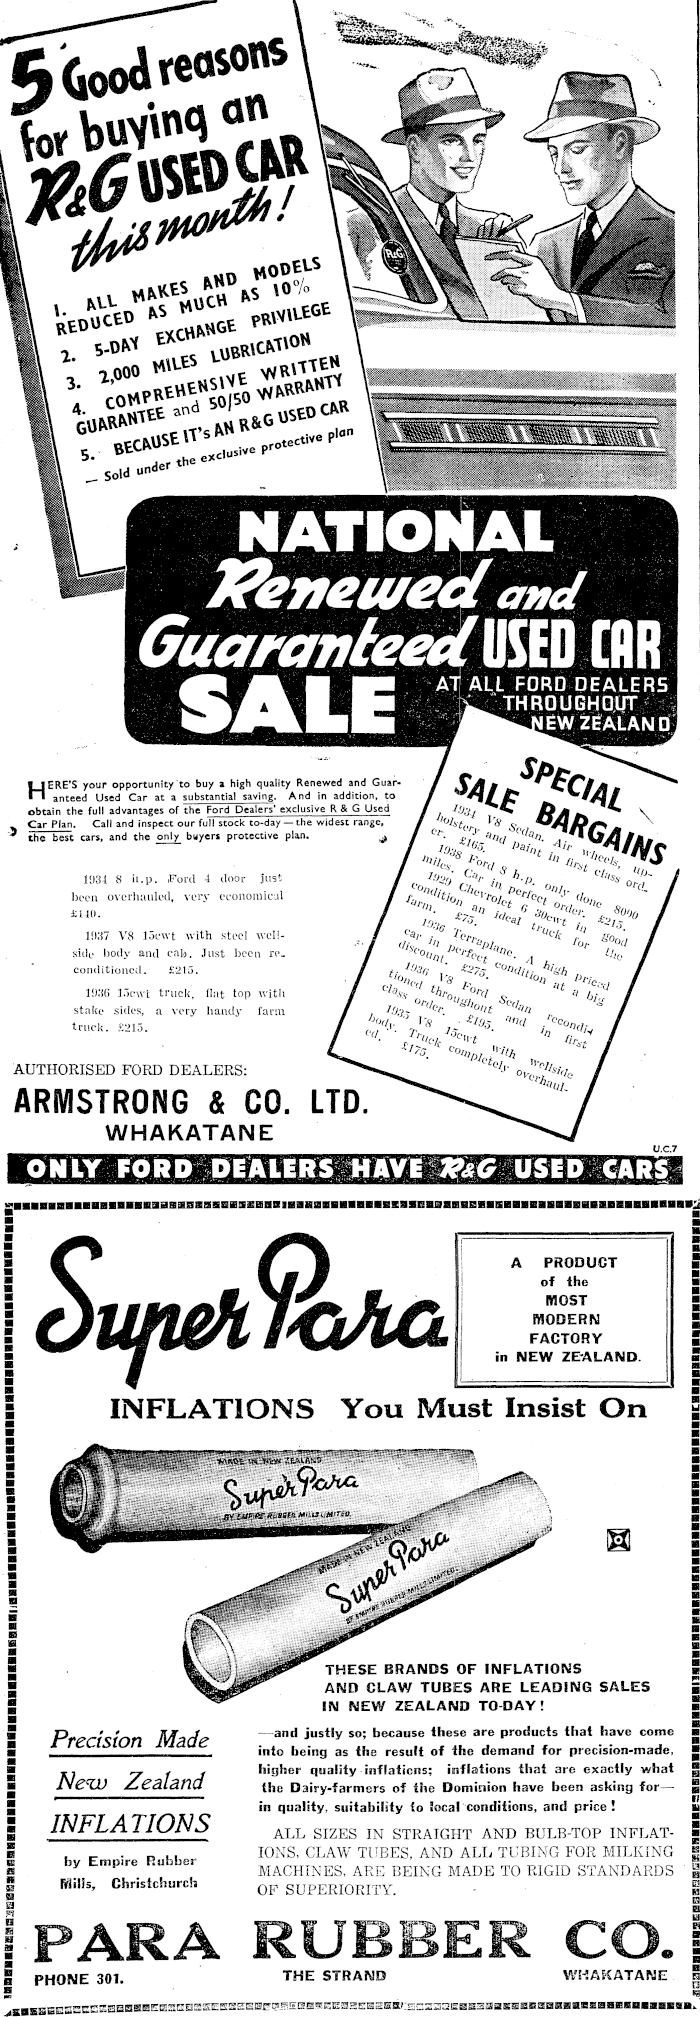 5 Good reasons
for buying an
R&G USED CAR
this month!
1. ALL MAKES AND MODELS
REDUCED AS MUCH AS 10%
2. 5-DAY EXCHANGE PRIVILEGE
3. 2,000 MILES LUBRICATION
4. COMPREHENSIVE WRITTEN
GUARANTEE and 50/50 WARRANTY
5. BECAUSE IT's AN R&G USED CAR
— Sold under the exclusive protective plan
R&G
NATIONAL
Renewed and
Guaranteed USED CAR
SALE
AT ALL FORD DEALERS
THROUGHOUT
NEW ZEALAND
HERE'S your opportunity to buy a high quality Renewed and Guar-
anteed Used Car at a substantial saving. And in addition, to
obtain the full advantages of the Ford Dealers' exclusive R & G Used
Car Plan. Call and inspect our full stock to-day — the widest range,
the best cars, and the only buyers protective plan.
1934 8 h.p. Ford 4 door just
been overhauled, very economical
£140.
1937 V8 15cwt with steel well-
side body and cab. Just been re-
conditioned. £215.
1936 15cwt truck, flat top with
stake sides, a very handy farm
truck. £215.
SPECIAL
SALE BARGAINS
1934 V8 Sedan. Air wheels, up-
holstery and paint in first class ord-
er. £165.
1938 Ford 8 h.p. only done 8090
miles. Car in perfect order. £215.
1929 Chevrolet 6 30cwt in good
condition an ideal truck for the
farm. £75.
1936 Terraplane. A high priced
car in perfect condition at a big
discount. £275.
1936 V8 Ford Sedan recondi-
tioned throughout and in first
class order. £195.
1935 V8 15cwt with wellside
body. Truck completely overhaul-
ed. £175.
AUTHORISED FORD DEALERS:
ARMSTRONG & CO. LTD.
WHAKATANE
U.C.7
ONLY FORD DEALERS HAVE R&G USED CARS
Super Para
A PRODUCT
of the
MOST
MODERN
FACTORY
in NEW ZEALAND.
INFLATIONS You Must Insist On
MADE IN NEW ZEALAND
Super Para
BY EMPIRE RUBBER MILLS LIMITED.
MADE IN NEW ZEALAND
Super Para
BY EMPIRE RUBBER MILLS LIMITED.
THESE BRANDS OF INFLATIONS
AND CLAW TUBES ARE LEADING SALES
IN NEW ZEALAND TO-DAY!
Precision Made
New Zealand
INFLATIONS
by Empire Rubber
Mills, Christchurch
—and justly so; because these are products that have come
into being as the result of the demand for precision-made,
higher quality inflations; inflations that are exactly what
the Dairy-farmers of the Dominion have been asking for—
in quality, suitability to local conditions, and price!
ALL SIZES IN STRAIGHT AND BULB-TOP INFLAT-
IONS, CLAW TUBES, AND ALL TUBING FOR MILKING
MACHINES, ARE BEING MADE TO RIGID STANDARDS
OF SUPERIORITY.
PARA RUBBER CO.
PHONE 301.
THE STRAND
WHAKATANE